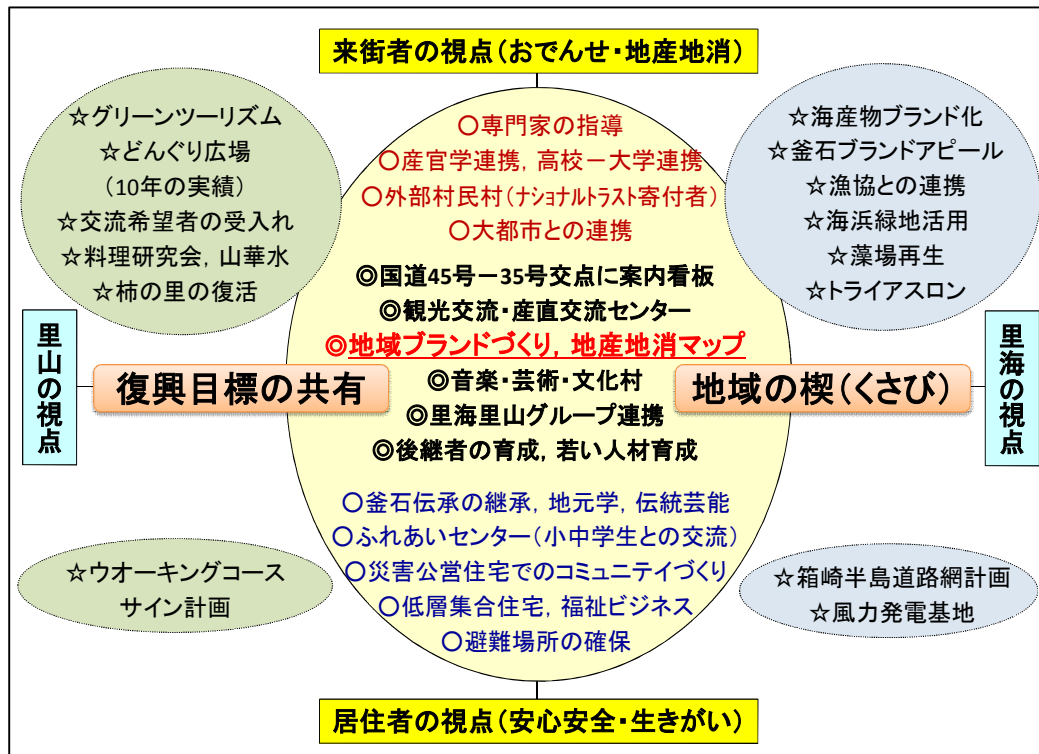 来街者の視点(おでんせ・地産地消)
☆グリーンツーリズム
☆どんぐり広場
(10年の実績)
☆交流希望者の受入れ
☆料理研究会, 山華水
☆柿の里の復活
○専門家の指導
○産官学連携, 高校－大学連携
○外部村民村(ﾅｼｮﾅﾙﾄﾗｽﾄ寄付者)
○大都市との連携
◎国道45号－35号交点に案内看板
◎観光交流・産直交流センター
◎地域ブランドづくり, 地産地消マップ
◎音楽・芸術・文化村
◎里海里山グループ連携
◎後継者の育成, 若い人材育成
○釜石伝承の継承, 地元学, 伝統芸能
○ふれあいセンター(小中学生との交流)
○災害公営住宅でのコミュニテイづくり
○低層集合住宅, 福祉ビジネス
○避難場所の確保
☆海産物ブランド化
☆釜石ブランドアピール
☆漁協との連携
☆海浜緑地活用
☆藻場再生
☆トライアスロン
里山の視点
復興目標の共有
地域の楔(くさび)
里海の視点
☆ウオーキングコース
サイン計画
☆箱崎半島道路網計画
☆風力発電基地
居住者の視点(安心安全・生きがい)